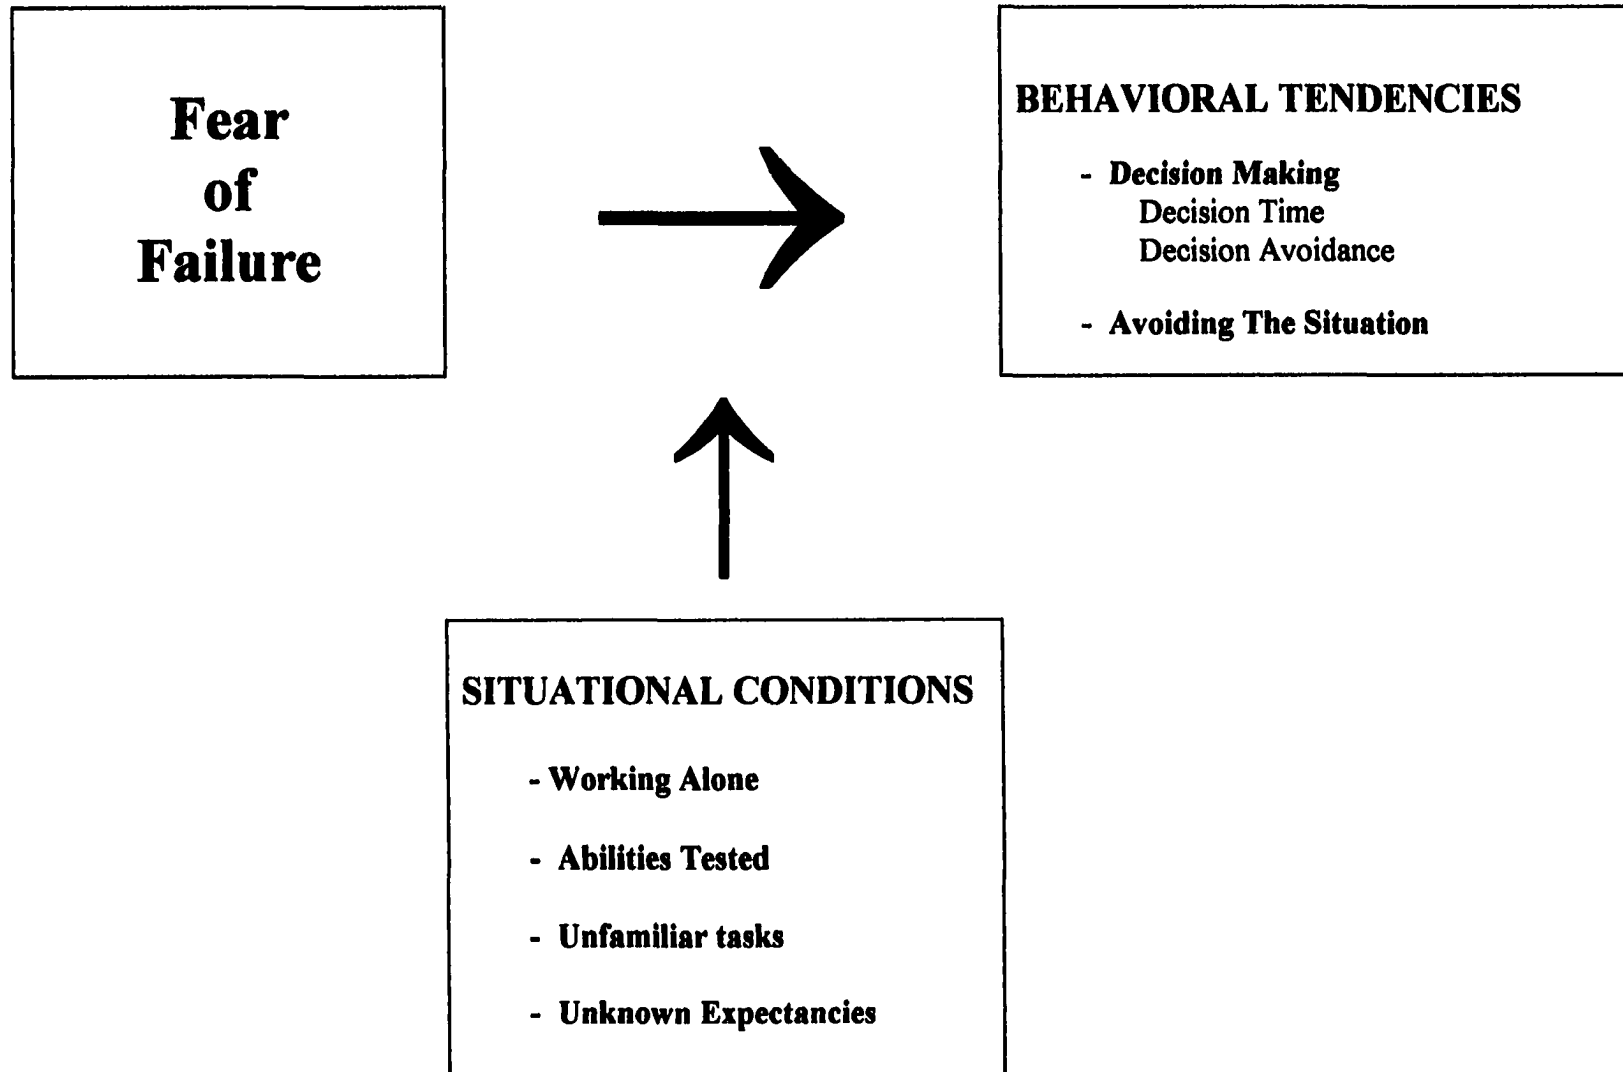 Fear
of
Failure
BEHAVIORAL TENDENCIES
- Decision Making
Decision Time
Decision Avoidance
- Avoiding The Situation
SITUATIONAL CONDITIONS
- Working Alone
- Abilities Tested
- Unfamiliar tasks
- Unknown Expectancies